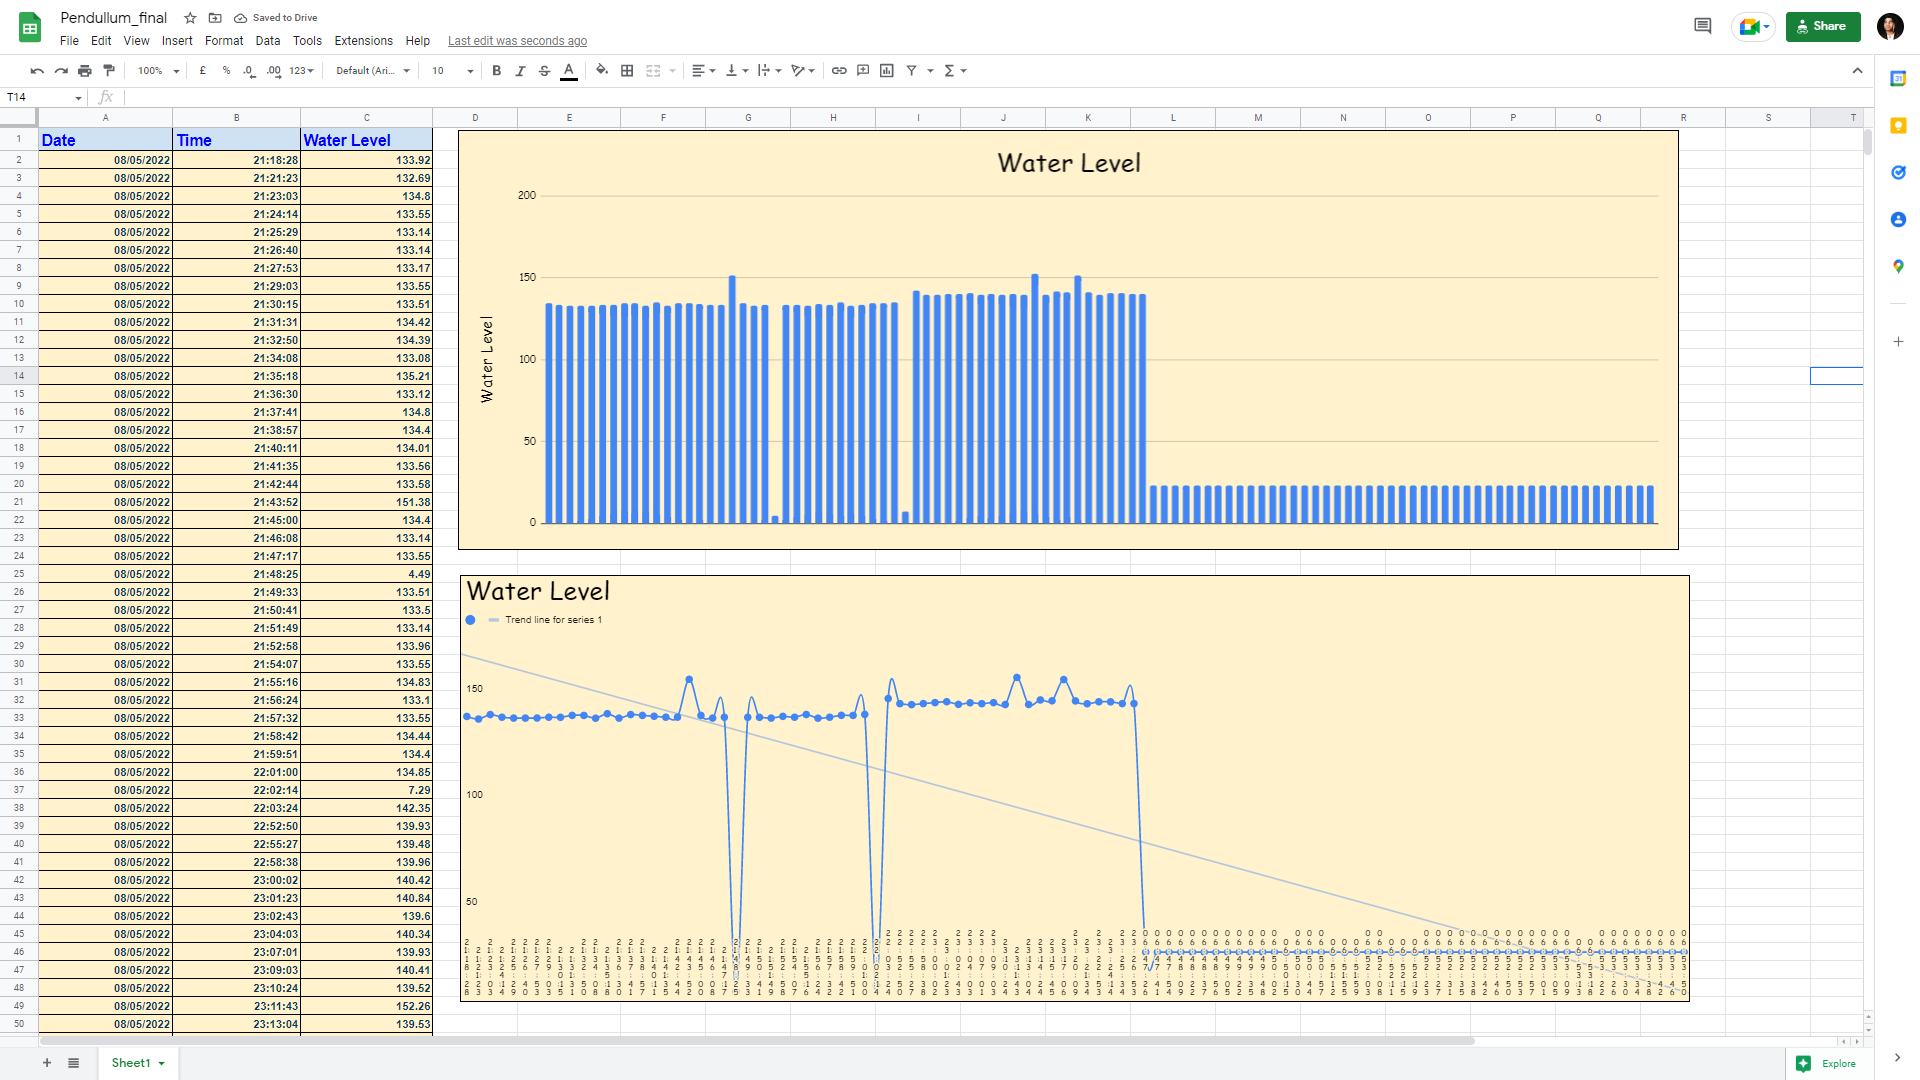 Pendullum_final Saved to Drive
File Edit View Insert Format Data Tools Extensions Help Last edit was seconds ago
Share
100% £ % .0 .00 123 Default (Ari... 10 B I S A
T14 fx
A B C D E F G H I J K L M N O P Q R S T
1 Date Time Water Level
2 08/05/2022 21:18:28 133.92
3 08/05/2022 21:21:23 132.69
4 08/05/2022 21:23:03 134.8
5 08/05/2022 21:24:14 133.55
6 08/05/2022 21:25:29 133.14
7 08/05/2022 21:26:40 133.14
8 08/05/2022 21:27:53 133.17
9 08/05/2022 21:29:03 133.55
10 08/05/2022 21:30:15 133.51
11 08/05/2022 21:31:31 134.42
12 08/05/2022 21:32:50 134.39
13 08/05/2022 21:34:08 133.08
14 08/05/2022 21:35:18 135.21
15 08/05/2022 21:36:30 133.12
16 08/05/2022 21:37:41 134.8
17 08/05/2022 21:38:57 134.4
18 08/05/2022 21:40:11 134.01
19 08/05/2022 21:41:35 133.56
20 08/05/2022 21:42:44 133.58
21 08/05/2022 21:43:52 151.38
22 08/05/2022 21:45:00 134.4
23 08/05/2022 21:46:08 133.14
24 08/05/2022 21:47:17 133.55
25 08/05/2022 21:48:25 4.49
26 08/05/2022 21:49:33 133.51
27 08/05/2022 21:50:41 133.5
28 08/05/2022 21:51:49 133.14
29 08/05/2022 21:52:58 133.96
30 08/05/2022 21:54:07 133.55
31 08/05/2022 21:55:16 134.83
32 08/05/2022 21:56:24 133.1
33 08/05/2022 21:57:32 133.55
34 08/05/2022 21:58:42 134.44
35 08/05/2022 21:59:51 134.4
36 08/05/2022 22:01:00 134.85
37 08/05/2022 22:02:14 7.29
38 08/05/2022 22:03:24 142.35
39 08/05/2022 22:52:50 139.93
40 08/05/2022 22:55:27 139.48
41 08/05/2022 22:58:38 139.96
42 08/05/2022 23:00:02 140.42
43 08/05/2022 23:01:23 140.84
44 08/05/2022 23:02:43 139.6
45 08/05/2022 23:04:03 140.34
46 08/05/2022 23:07:01 139.93
47 08/05/2022 23:09:03 140.41
48 08/05/2022 23:10:24 139.52
49 08/05/2022 23:11:43 152.26
50 08/05/2022 23:13:04 139.53
Water Level
Water Level
200
150
100
50
0
Water Level
Trend line for series 1
150
100
50
Sheet1
Explore
31